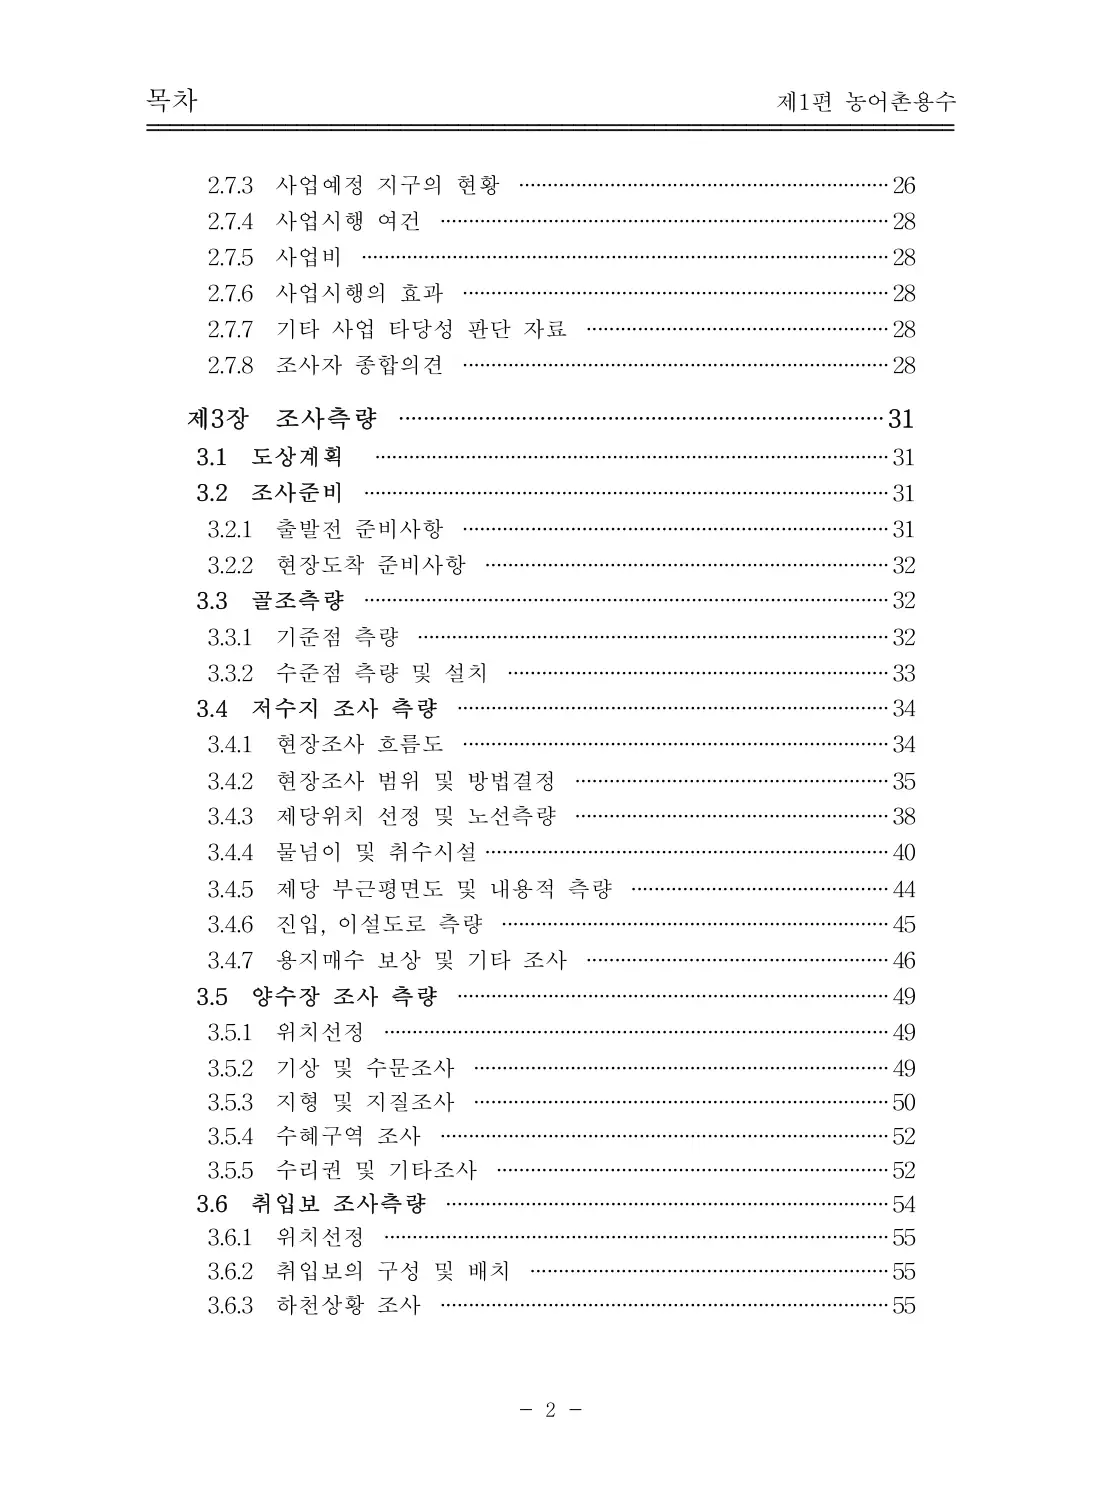 목차 제1편 농어촌용수
2.7.3 사업예정 지구의 현황 ························ 26
2.7.4 사업시행 여건 ························ 28
2.7.5 사업비 ························ 28
2.7.6 사업시행의 효과 ························ 28
2.7.7 기타 사업 타당성 판단 자료 ························ 28
2.7.8 조사자 종합의견 ························ 28
제3장 조사측량 ························ 31
3.1 도상계획 ························ 31
3.2 조사준비 ························ 31
3.2.1 출발전 준비사항 ························ 31
3.2.2 현장도착 준비사항 ························ 32
3.3 골조측량 ························ 32
3.3.1 기준점 측량 ························ 32
3.3.2 수준점 측량 및 설치 ························ 33
3.4 저수지 조사 측량 ························ 34
3.4.1 현장조사 흐름도 ························ 34
3.4.2 현장조사 범위 및 방법결정 ························ 35
3.4.3 제당위치 선정 및 노선측량 ························ 38
3.4.4 물넘이 및 취수시설 ························ 40
3.4.5 제당 부근평면도 및 내용적 측량 ························ 44
3.4.6 진입, 이설도로 측량 ························ 45
3.4.7 용지매수 보상 및 기타 조사 ························ 46
3.5 양수장 조사 측량 ························ 49
3.5.1 위치선정 ························ 49
3.5.2 기상 및 수문조사 ························ 49
3.5.3 지형 및 지질조사 ························ 50
3.5.4 수혜구역 조사 ························ 52
3.5.5 수리권 및 기타조사 ························ 52
3.6 취입보 조사측량 ························ 54
3.6.1 위치선정 ························ 55
3.6.2 취입보의 구성 및 배치 ························ 55
3.6.3 하천상황 조사 ························ 55
- 2 -